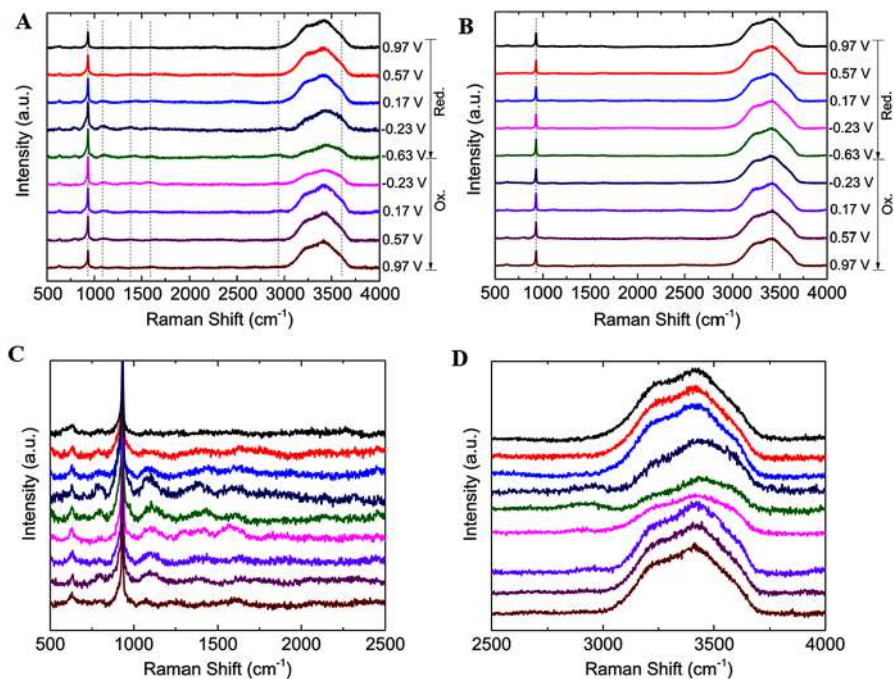 A
Intensity (a.u.)
0.97 V
0.57 V
0.17 V
-0.23 V
-0.63 V
-0.23 V
0.17 V
0.57 V
0.97 V
Red.
Ox.
500 1000 1500 2000 2500 3000 3500 4000
Raman Shift (cm⁻¹)
B
Intensity (a.u.)
0.97 V
0.57 V
0.17 V
-0.23 V
-0.63 V
-0.23 V
0.17 V
0.57 V
0.97 V
Red.
Ox.
500 1000 1500 2000 2500 3000 3500 4000
Raman Shift (cm⁻¹)
C
Intensity (a.u.)
500 1000 1500 2000 2500
Raman Shift (cm⁻¹)
D
Intensity (a.u.)
2500 3000 3500 4000
Raman Shift (cm⁻¹)